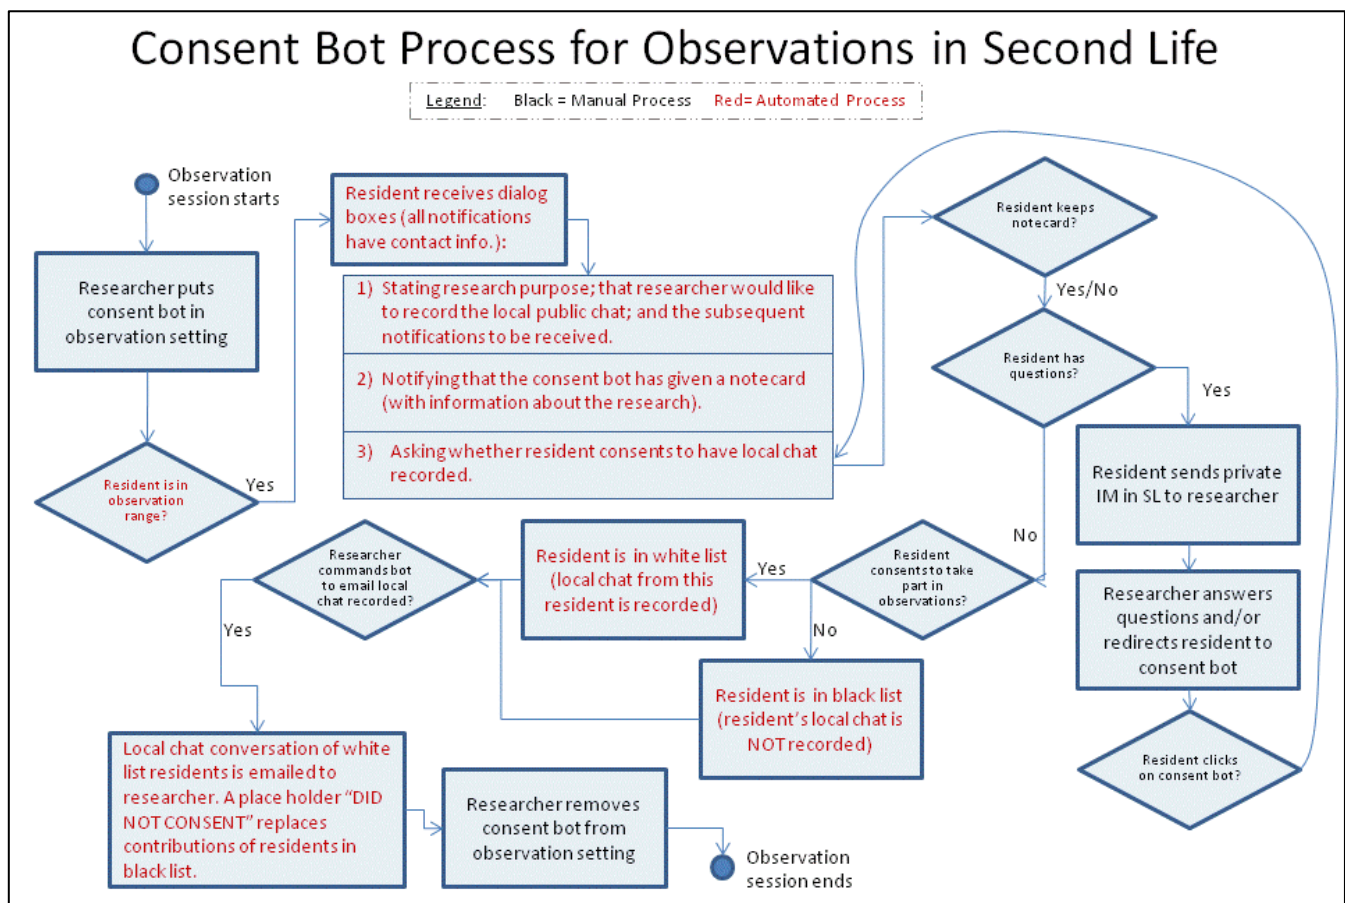 Consent Bot Process for Observations in Second Life
Legend: Black = Manual Process Red= Automated Process
Observation
session starts
Researcher puts
consent bot in
observation setting
Resident is in
observation
range?
Yes
Resident receives dialog
boxes (all notifications
have contact info.):
1) Stating research purpose; that researcher would like
to record the local public chat; and the subsequent
notifications to be received.
2) Notifying that the consent bot has given a notecard
(with information about the research).
3) Asking whether resident consents to have local chat
recorded.
Resident keeps
notecard?
Yes/No
Resident has
questions?
Yes
Resident sends private
IM in SL to researcher
Researcher answers
questions and/or
redirects resident to
consent bot
Resident clicks
on consent bot?
No
Resident
consents to take
part in
observations?
Yes
Resident is in white list
(local chat from this
resident is recorded)
No
Resident is in black list
(resident's local chat is
NOT recorded)
Researcher
commands bot
to email local
chat recorded?
Yes
Local chat conversation of white
list residents is emailed to
researcher. A place holder “DID
NOT CONSENT” replaces
contributions of residents in
black list.
Researcher removes
consent bot from
observation setting
Observation
session ends